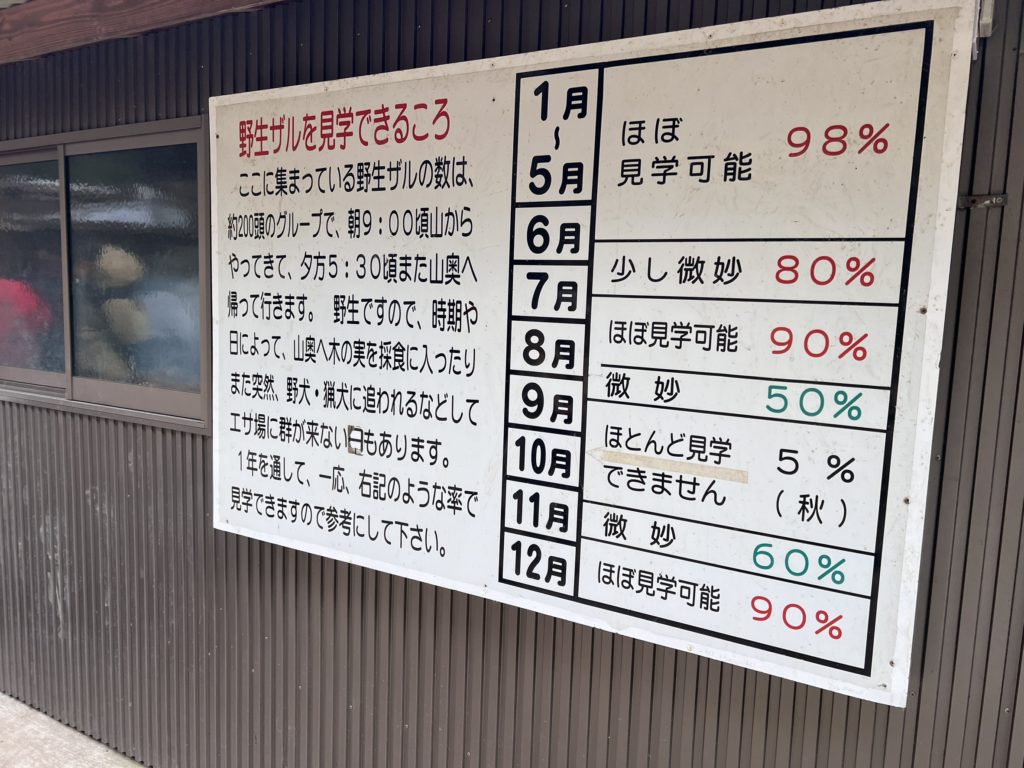 野生ザルを見学できるころ
ここに集まっている野生ザルの数は、
約200頭のグループで、朝9：00頃山から
やってきて、夕方5：30頃また山奥へ
帰って行きます。 野生ですので、時期や
日によって、山奥へ木の実を採食に入ったり
また突然、野犬・猟犬に追われるなどして
エサ場に群が来ない日もあります。
1年を通して、一応、右記のような率で
見学できますので参考にして下さい。
1月
～
5月
ほぼ
見学可能
98％
6月
少し微妙 80％
7月
8月
ほぼ見学可能 90％
9月
微妙 50％
10月
ほとんど見学
できません
5％
（秋）
11月
微妙 60％
12月
ほぼ見学可能 90％